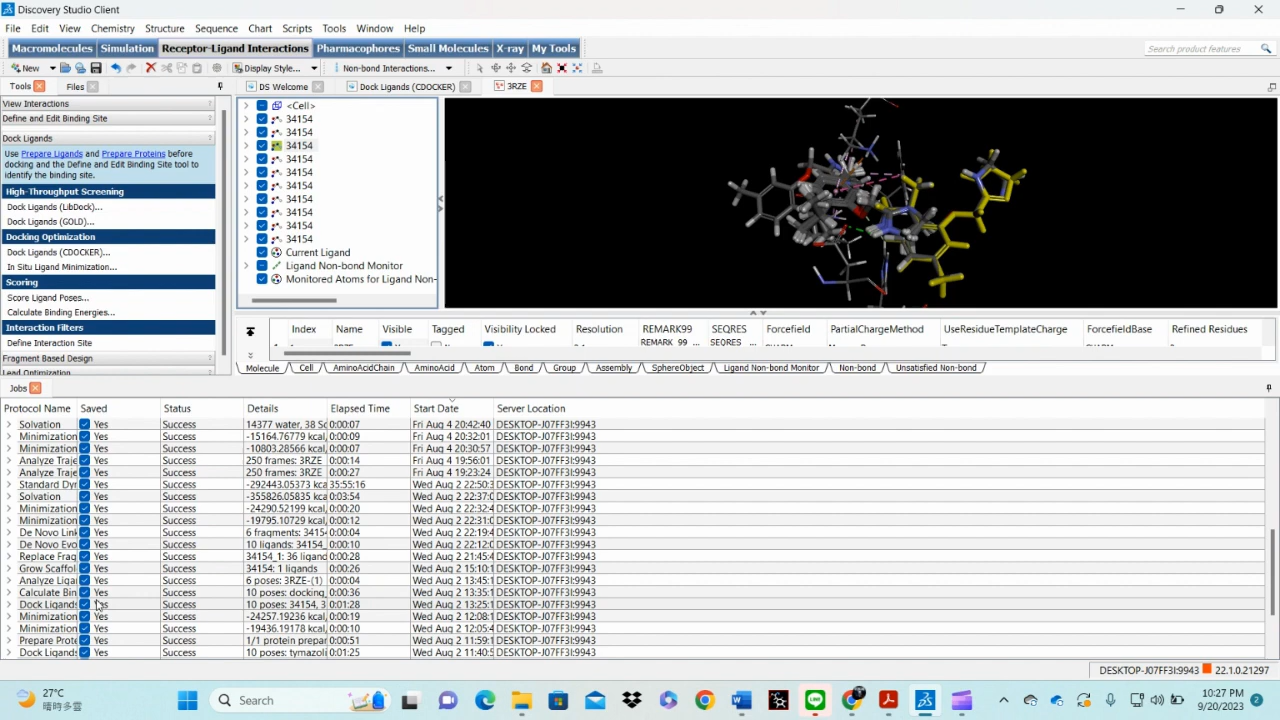 Discovery Studio Client
File Edit View Chemistry Structure Sequence Chart Scripts Tools Window Help
Macromolecules Simulation Receptor-Ligand Interactions Pharmacophores Small Molecules X-ray My Tools
Search product features
New Display Style... Non-bond Interactions...
Tools Files DS Welcome Dock Ligands (CDOCKER) 3RZE
View Interactions
Define and Edit Binding Site
Dock Ligands
Use Prepare Ligands and Prepare Proteins before
docking and the Define and Edit Binding Site tool to
identify the binding site.
High-Throughput Screening
Dock Ligands (LibDock)...
Dock Ligands (GOLD)...
Docking Optimization
Dock Ligands (CDOCKER)...
In Situ Ligand Minimization...
Scoring
Score Ligand Poses...
Calculate Binding Energies...
Interaction Filters
Define Interaction Site
Fragment Based Design
Lead Optimization
<Cell>
34154
34154
34154
34154
34154
34154
34154
34154
34154
34154
Current Ligand
Ligand Non-bond Monitor
Monitored Atoms for Ligand Non-
Index Name Visible Tagged Visibility Locked Resolution REMARK99 SEQRES Forcefield PartialChargeMethod UseResidueTemplateCharge ForcefieldBase Refined Residues
REMARK 99 ... SEQRES ...
Molecule Cell AminoAcidChain AminoAcid Atom Bond Group Assembly SphereObject Ligand Non-bond Monitor Non-bond Unsatisfied Non-bond
Jobs
Protocol Name Saved Status Details Elapsed Time Start Date Server Location
Solvation Yes Success 14377 water, 38 So 0:00:07 Fri Aug 4 20:42:40 DESKTOP-J07FF3I:9943
Minimization Yes Success -15164.76779 kcal, 0:00:09 Fri Aug 4 20:32:01 DESKTOP-J07FF3I:9943
Minimization Yes Success -10803.28566 kcal, 0:00:07 Fri Aug 4 20:30:57 DESKTOP-J07FF3I:9943
Analyze Traje Yes Success 250 frames: 3RZE 0:00:14 Fri Aug 4 19:56:01 DESKTOP-J07FF3I:9943
Analyze Traje Yes Success 250 frames: 3RZE 0:00:27 Fri Aug 4 19:23:24 DESKTOP-J07FF3I:9943
Standard Dyr Yes Success -292443.05373 kca 35:55:16 Wed Aug 2 22:50:3 DESKTOP-J07FF3I:9943
Solvation Yes Success -355826.05835 kca 0:03:54 Wed Aug 2 22:37:0 DESKTOP-J07FF3I:9943
Minimization Yes Success -24290.52199 kcal, 0:00:20 Wed Aug 2 22:32:4 DESKTOP-J07FF3I:9943
Minimization Yes Success -19795.10729 kcal, 0:00:12 Wed Aug 2 22:31:0 DESKTOP-J07FF3I:9943
De Novo Link Yes Success 6 fragments: 3415 0:00:04 Wed Aug 2 22:19:4 DESKTOP-J07FF3I:9943
De Novo Evo Yes Success 10 ligands: 34154_ 0:00:10 Wed Aug 2 22:12:0 DESKTOP-J07FF3I:9943
Replace Frag Yes Success 34154_1: 36 ligand 0:00:28 Wed Aug 2 21:45:4 DESKTOP-J07FF3I:9943
Grow Scaffol Yes Success 34154: 1 ligands 0:00:26 Wed Aug 2 15:10:1 DESKTOP-J07FF3I:9943
Analyze Liga Yes Success 6 poses: 3RZE-(1) 0:00:04 Wed Aug 2 13:45:1 DESKTOP-J07FF3I:9943
Calculate Bin Yes Success 10 poses: docking_ 0:00:36 Wed Aug 2 13:35:1 DESKTOP-J07FF3I:9943
Dock Ligands Yes Success 10 poses: 34154, 3 0:01:28 Wed Aug 2 13:25:1 DESKTOP-J07FF3I:9943
Minimization Yes Success -24257.19236 kcal, 0:00:19 Wed Aug 2 12:08:1 DESKTOP-J07FF3I:9943
Minimization Yes Success -19436.19178 kcal, 0:00:10 Wed Aug 2 12:05:4 DESKTOP-J07FF3I:9943
Prepare Prote Yes Success 1/1 protein prepar 0:00:51 Wed Aug 2 11:59:1 DESKTOP-J07FF3I:9943
Dock Ligands Yes Success 10 poses: tymazoli 0:01:25 Wed Aug 2 11:40:5 DESKTOP-J07FF3I:9943
DESKTOP-J07FF3I:9943 22.1.0.21297
27°C
晴時多雲
Search
10:27 PM
9/20/2023
2